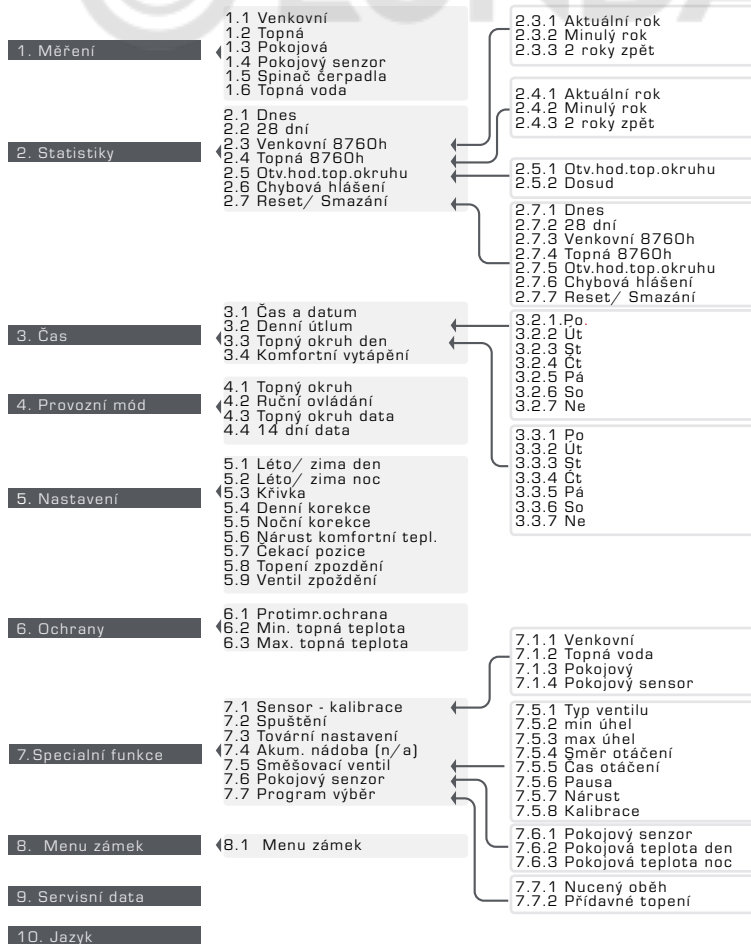 1. Měření
1.1 Venkovní
1.2 Topná
1.3 Pokojová
1.4 Pokojový senzor
1.5 Spinač čerpadla
1.6 Topná voda
2. Statistiky
2.1 Dnes
2.2 28 dní
2.3 Venkovní 8760h
2.4 Topná 8760h
2.5 Otv.hod.top.okruhu
2.6 Chybová hlášení
2.7 Reset/ Smazání
2.3.1 Aktuální rok
2.3.2 Minulý rok
2.3.3 2 roky zpět
2.4.1 Aktuální rok
2.4.2 Minulý rok
2.4.3 2 roky zpět
2.5.1 Otv.hod.top.okruhu
2.5.2 Dosud
2.7.1 Dnes
2.7.2 28 dní
2.7.3 Venkovní 8760h
2.7.4 Topná 8760h
2.7.5 Otv.hod.top.okruhu
2.7.6 Chybová hlášení
2.7.7 Reset/ Smazání
3. Čas
3.1 Čas a datum
3.2 Denní útlum
3.3 Topný okruh den
3.4 Komfortní vytápění
3.2.1.Po.
3.2.2 Út
3.2.3 St
3.2.4 Čt
3.2.5 Pá
3.2.6 So
3.2.7 Ne
3.3.1 Po
3.3.2 Út
3.3.3 St
3.3.4 Čt
3.3.5 Pá
3.3.6 So
3.3.7 Ne
4. Provozní mód
4.1 Topný okruh
4.2 Ruční ovládání
4.3 Topný okruh data
4.4 14 dní data
5. Nastavení
5.1 Léto/ zima den
5.2 Léto/ zima noc
5.3 Křivka
5.4 Denní korekce
5.5 Noční korekce
5.6 Nárust komfortní tepl.
5.7 Čekací pozice
5.8 Topení zpozdění
5.9 Ventil zpoždění
6. Ochrany
6.1 Protimr.ochrana
6.2 Min. topná teplota
6.3 Max. topná teplota
7.Specialní funkce
7.1 Sensor - kalibrace
7.2 Spuštění
7.3 Tovární nastavení
7.4 Akum. nádoba (n/a)
7.5 Směšovací ventil
7.6 Pokojový senzor
7.7 Program výběr
7.1.1 Venkovní
7.1.2 Topná voda
7.1.3 Pokojový
7.1.4 Pokojový sensor
7.5.1 Typ ventilu
7.5.2 min úhel
7.5.3 max úhel
7.5.4 Směr otáčení
7.5.5 Čas otáčení
7.5.6 Pausa
7.5.7 Nárust
7.5.8 Kalibrace
7.6.1 Pokojový senzor
7.6.2 Pokojová teplota den
7.6.3 Pokojová teplota noc
7.7.1 Nucený oběh
7.7.2 Přídavné topení
8. Menu zámek
8.1 Menu zámek
9. Servisní data
10. Jazyk